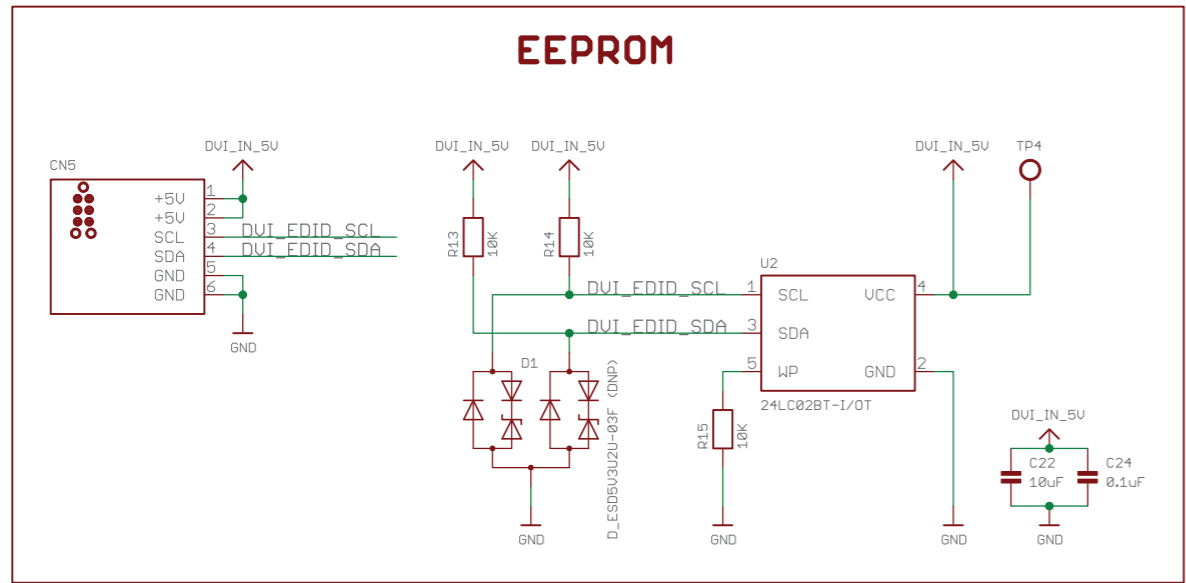 EEPROM
CN5
DVI_IN_5V
+5V 1
+5V 2
SCL 3 DVI_EDID_SCL
SDA 4 DVI_EDID_SDA
GND 5
GND 6
GND
DVI_IN_5V DVI_IN_5V
R13 10K
R14 10K
DVI_EDID_SCL
DVI_EDID_SDA
D1
D_ESD5V3U2U-03F (DNP)
GND
U2
1 SCL VCC 4
3 SDA
5 WP GND 2
24LC02BT-I/OT
R15 10K
GND
DVI_IN_5V
TP4
GND
DVI_IN_5V
C22 C24
10uF 0.1uF
GND